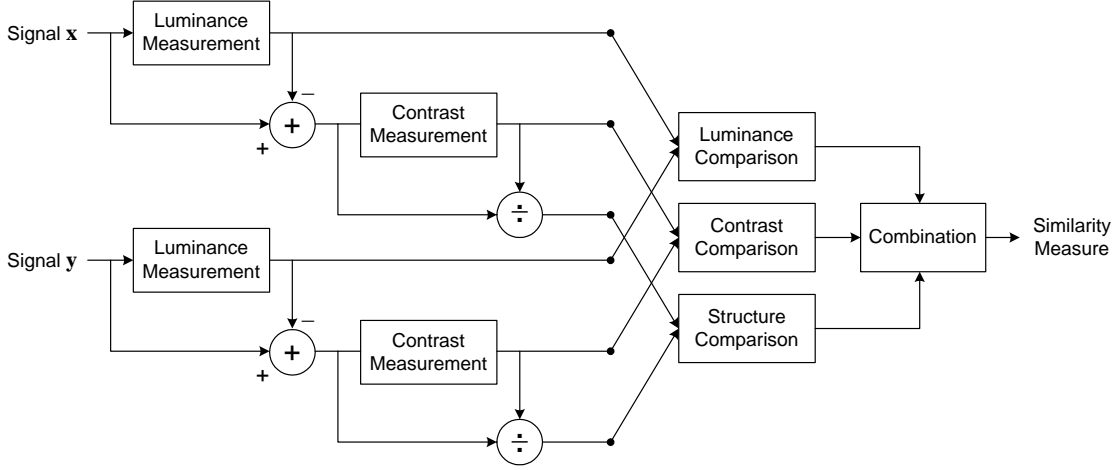 Signal x
Luminance
Measurement
−
+
+
Contrast
Measurement
÷
Signal y
Luminance
Measurement
−
+
+
Contrast
Measurement
÷
Luminance
Comparison
Contrast
Comparison
Structure
Comparison
Combination
Similarity
Measure